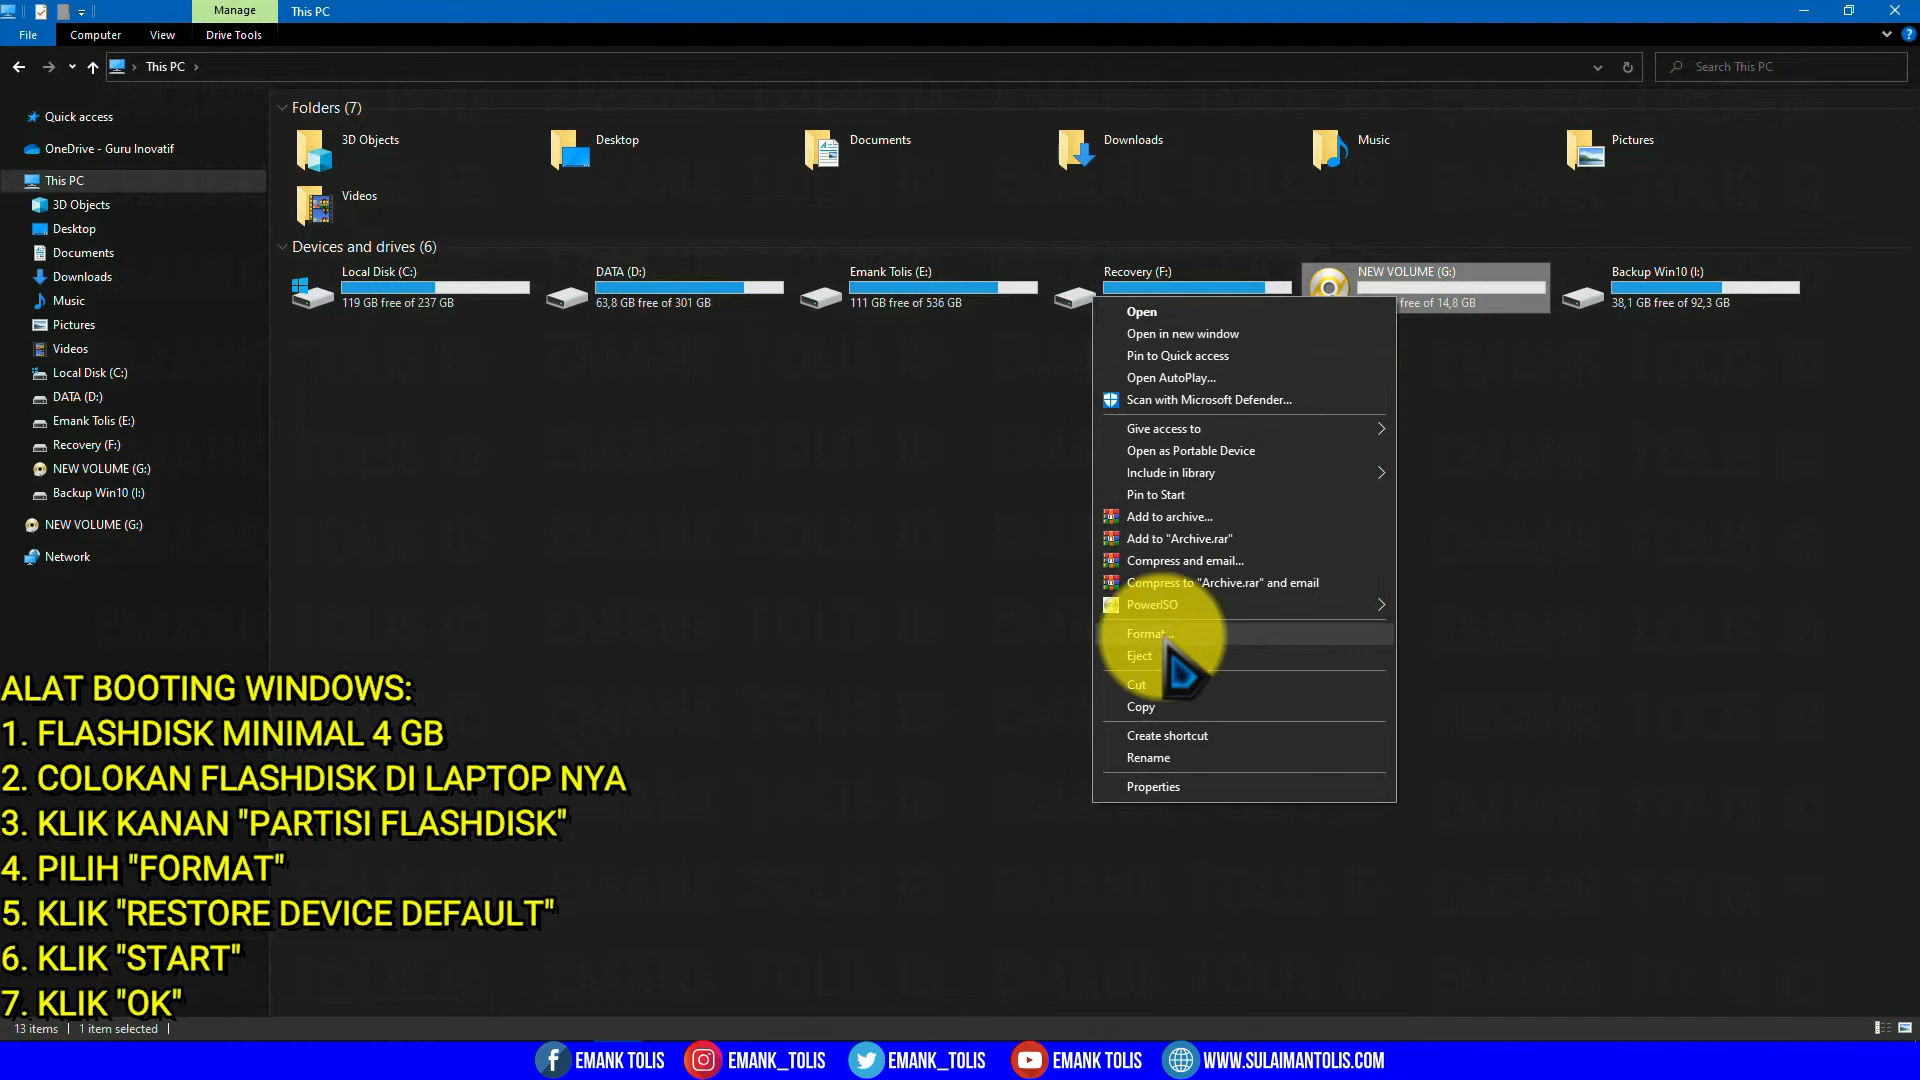 Manage
This PC
File
Computer
View
Drive Tools
This PC
Search This PC
Quick access
OneDrive - Guru Inovatif
This PC
3D Objects
Desktop
Documents
Downloads
Music
Pictures
Videos
Local Disk (C:)
DATA (D:)
Emank Tolis (E:)
Recovery (F:)
NEW VOLUME (G:)
Backup Win10 (I:)
NEW VOLUME (G:)
Network
Folders (7)
3D Objects
Desktop
Documents
Downloads
Music
Pictures
Videos
Devices and drives (6)
Local Disk (C:)
119 GB free of 237 GB
DATA (D:)
63,8 GB free of 301 GB
Emank Tolis (E:)
111 GB free of 536 GB
Recovery (F:)
NEW VOLUME (G:)
free of 14,8 GB
Backup Win10 (I:)
38,1 GB free of 92,3 GB
Open
Open in new window
Pin to Quick access
Open AutoPlay...
Scan with Microsoft Defender...
Give access to
Open as Portable Device
Include in library
Pin to Start
Add to archive...
Add to "Archive.rar"
Compress and email...
Compress to "Archive.rar" and email
PowerISO
Format...
Eject
Cut
Copy
Create shortcut
Rename
Properties
ALAT BOOTING WINDOWS:
1. FLASHDISK MINIMAL 4 GB
2. COLOKAN FLASHDISK DI LAPTOP NYA
3. KLIK KANAN "PARTISI FLASHDISK"
4. PILIH "FORMAT"
5. KLIK "RESTORE DEVICE DEFAULT"
6. KLIK "START"
7. KLIK "OK"
13 items
1 item selected
EMANK TOLIS
EMANK_TOLIS
EMANK_TOLIS
EMANK TOLIS
WWW.SULAIMANTOLIS.COM